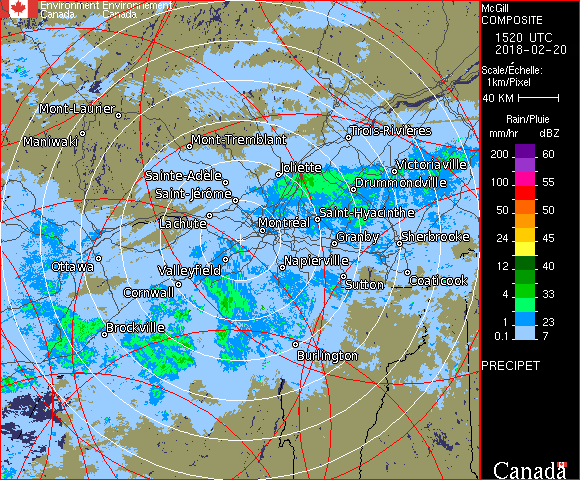 Environment Environnement
Canada Canada
Mont-Laurier
Maniwaki
Mont-Tremblant
Trois-Rivières
Sainte-Adèle
Joliette
Victoriaville
Saint-Jérôme
Drummondville
Lachute
Montréal
Saint-Hyacinthe
Granby
Sherbrooke
Ottawa
Valleyfield
Napierville
Cornwall
Sutton
Coaticook
Brockville
Burlington
McGill
COMPOSITE
1520 UTC
2018-02-20
Scale/Échelle:
1km/Pixel
40 KM
Rain/Pluie
mm/hr dBZ
200 60
100 55
50 50
24 45
12 40
4 33
1 23
0.1 7
PRECIPET
Canada